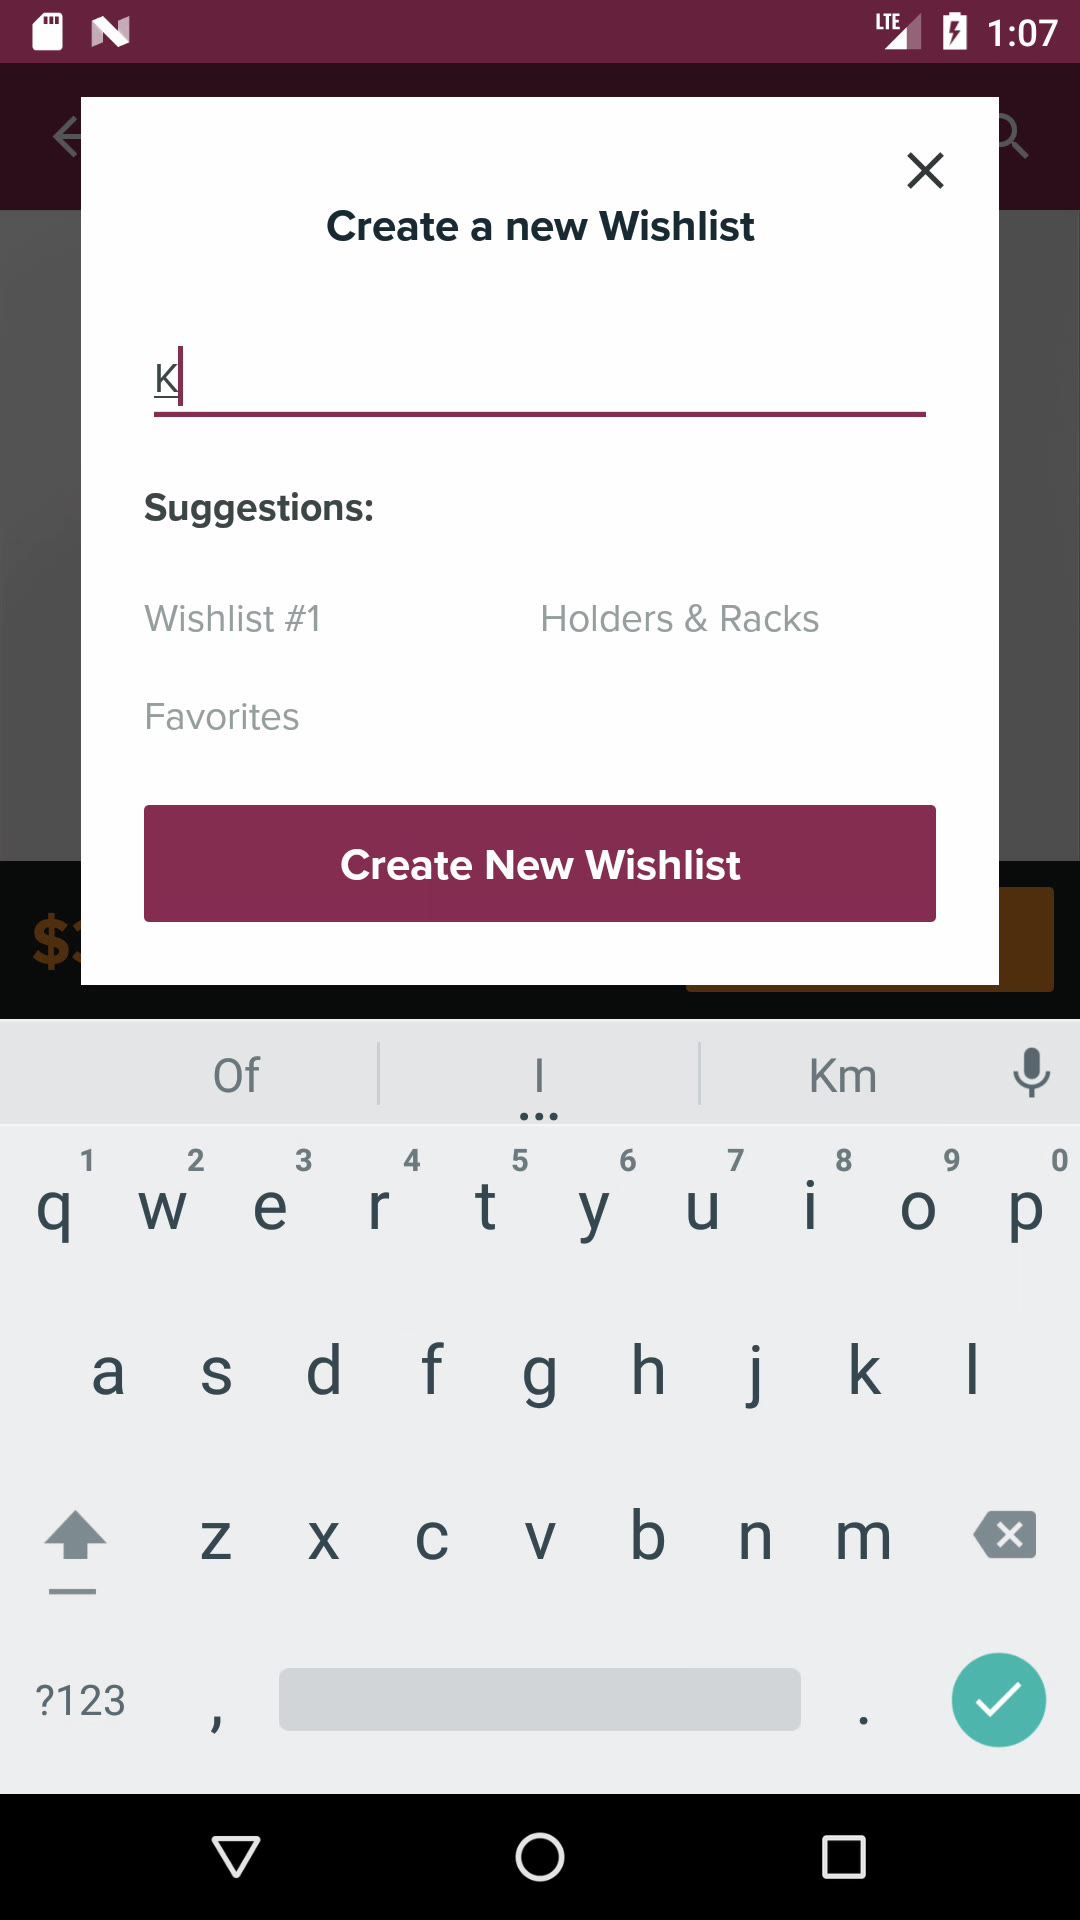 LTE 1:07
Create a new Wishlist
K
Suggestions:
Wishlist #1 Holders & Racks
Favorites
Create New Wishlist
$
Of I Km
1 2 3 4 5 6 7 8 9 0
q w e r t y u i o p
a s d f g h j k l
z x c v b n m
?123 , .